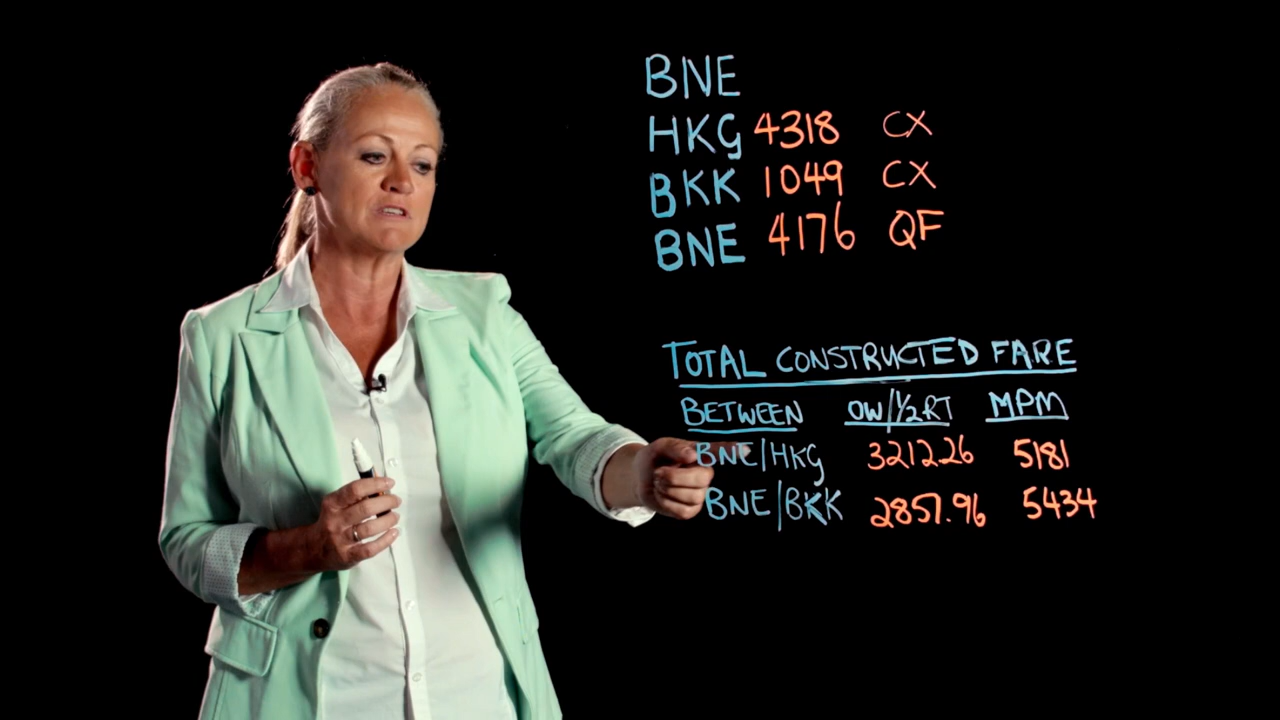 BNE
HKG 4318 CX
BKK 1049 CX
BNE 4176 QF
TOTAL CONSTRUCTED FARE
BETWEEN OW/½RT MPM
BNE/HKG 3212.26 5181
BNE/BKK 2857.96 5434